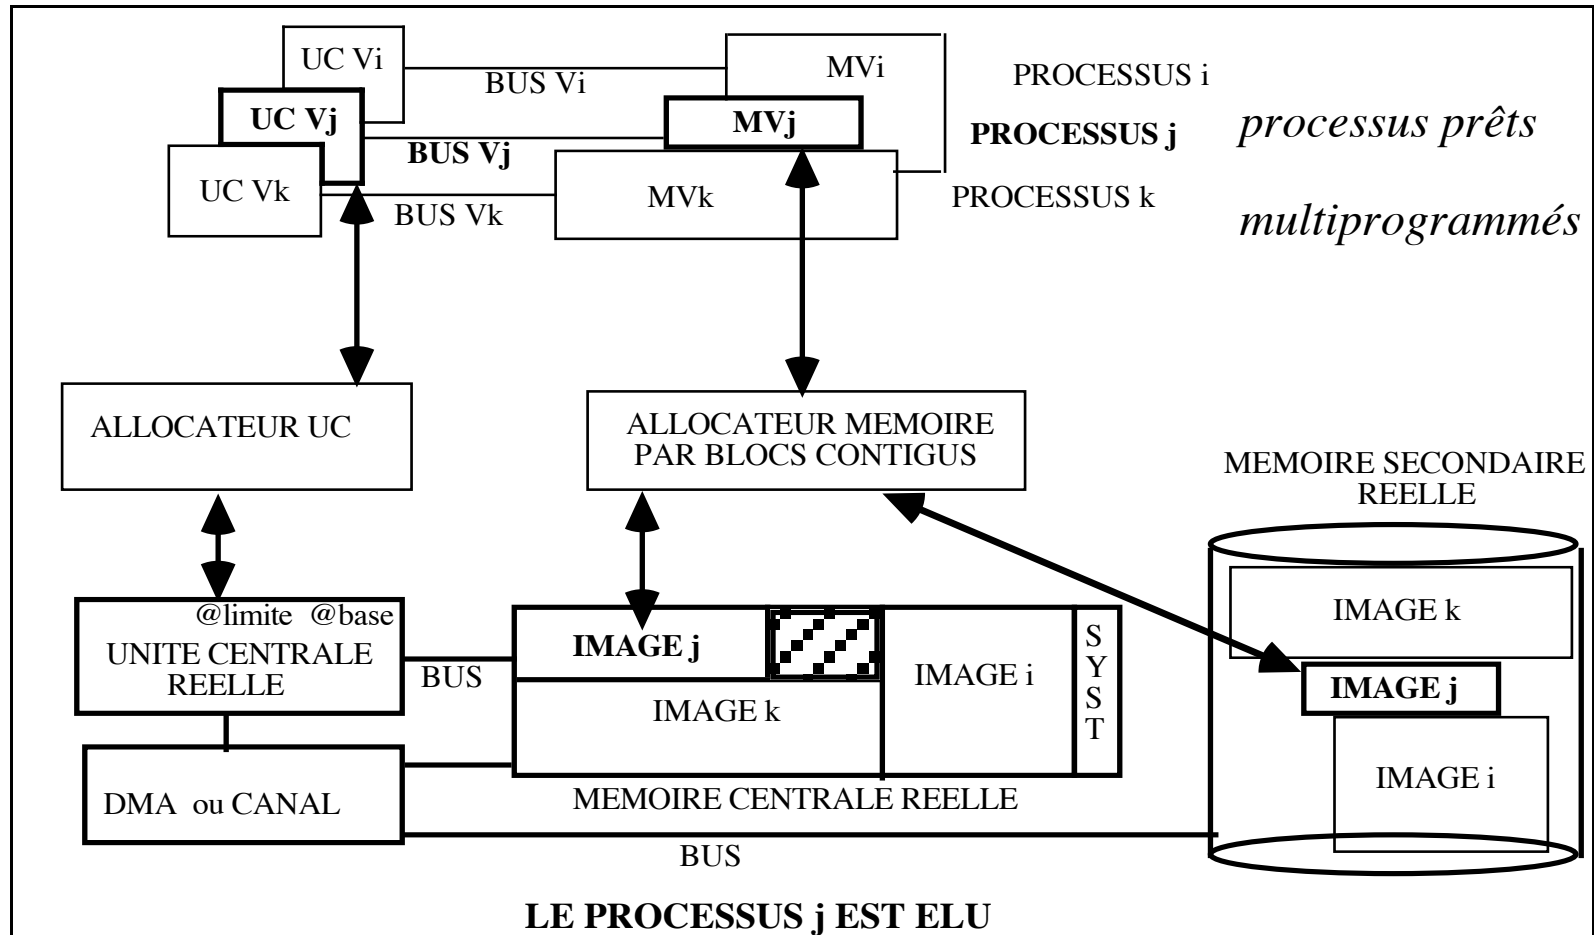 UC Vi
BUS Vi
MVi
PROCESSUS i
UC Vj
BUS Vj
MVj
PROCESSUS j
processus prêts
UC Vk
BUS Vk
MVk
PROCESSUS k
multiprogrammés
ALLOCATEUR UC
ALLOCATEUR MEMOIRE
PAR BLOCS CONTIGUS
MEMOIRE SECONDAIRE
REELLE
@limite @base
UNITE CENTRALE
REELLE
BUS
IMAGE j
IMAGE k
IMAGE i
S
Y
S
T
IMAGE k
IMAGE j
IMAGE i
DMA ou CANAL
MEMOIRE CENTRALE REELLE
BUS
LE PROCESSUS j EST ELU